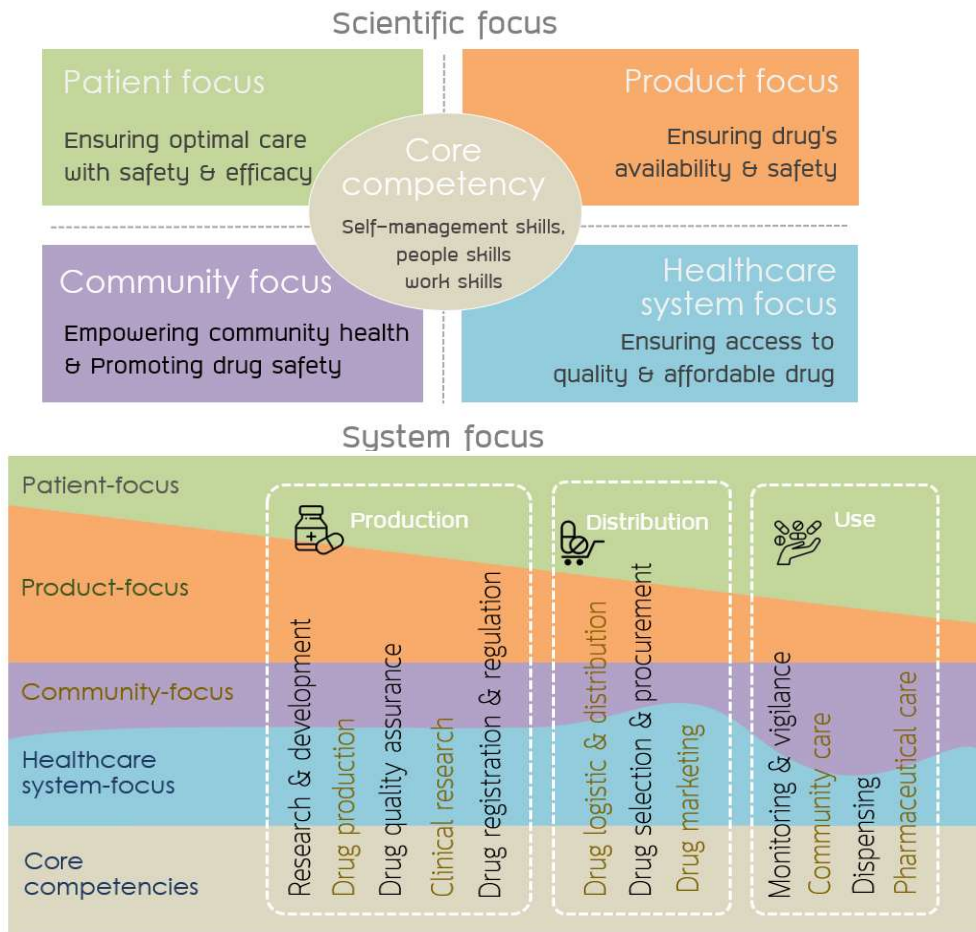 Scientific focus
Patient focus
Ensuring optimal care
with safety & efficacy
Product focus
Ensuring drug's
availability & safety
Core
competency
Self-management skills,
people skills
work skills
Community focus
Empowering community health
& Promoting drug safety
Healthcare
system focus
Ensuring access to
quality & affordable drug
System focus
Patient-focus
Product-focus
Community-focus
Healthcare
system-focus
Core
competencies
Production
Research & development
Drug production
Drug quality assurance
Clinical research
Drug registration & regulation
Distribution
Drug logistic & distribution
Drug selection & procurement
Drug marketing
Use
Monitoring & vigilance
Community care
Dispensing
Pharmaceutical care